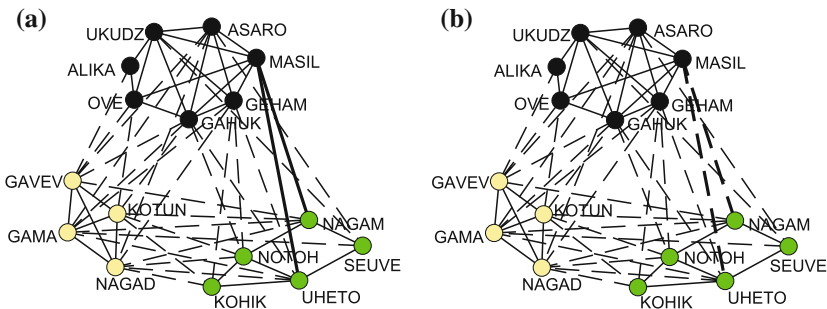 (a)
UKUDZ
ASARO
MASIL
ALIKA
OVE
GEHAM
GAHUK
GAVEV
KOTUN
GAMA
NAGAM
NOTOH
SEUVE
NAGAD
KOHIK
UHETO
(b)
UKUDZ
ASARO
MASIL
ALIKA
OVE
GEHAM
GAHUK
GAVEV
KOTUN
GAMA
NAGAM
NOTOH
SEUVE
NAGAD
KOHIK
UHETO